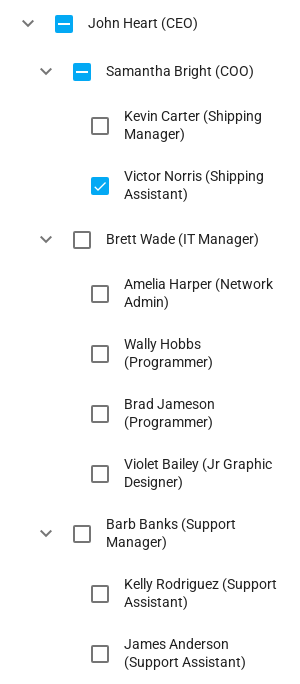 John Heart (CEO)
Samantha Bright (COO)
Kevin Carter (Shipping
Manager)
Victor Norris (Shipping
Assistant)
Brett Wade (IT Manager)
Amelia Harper (Network
Admin)
Wally Hobbs
(Programmer)
Brad Jameson
(Programmer)
Violet Bailey (Jr Graphic
Designer)
Barb Banks (Support
Manager)
Kelly Rodriguez (Support
Assistant)
James Anderson
(Support Assistant)